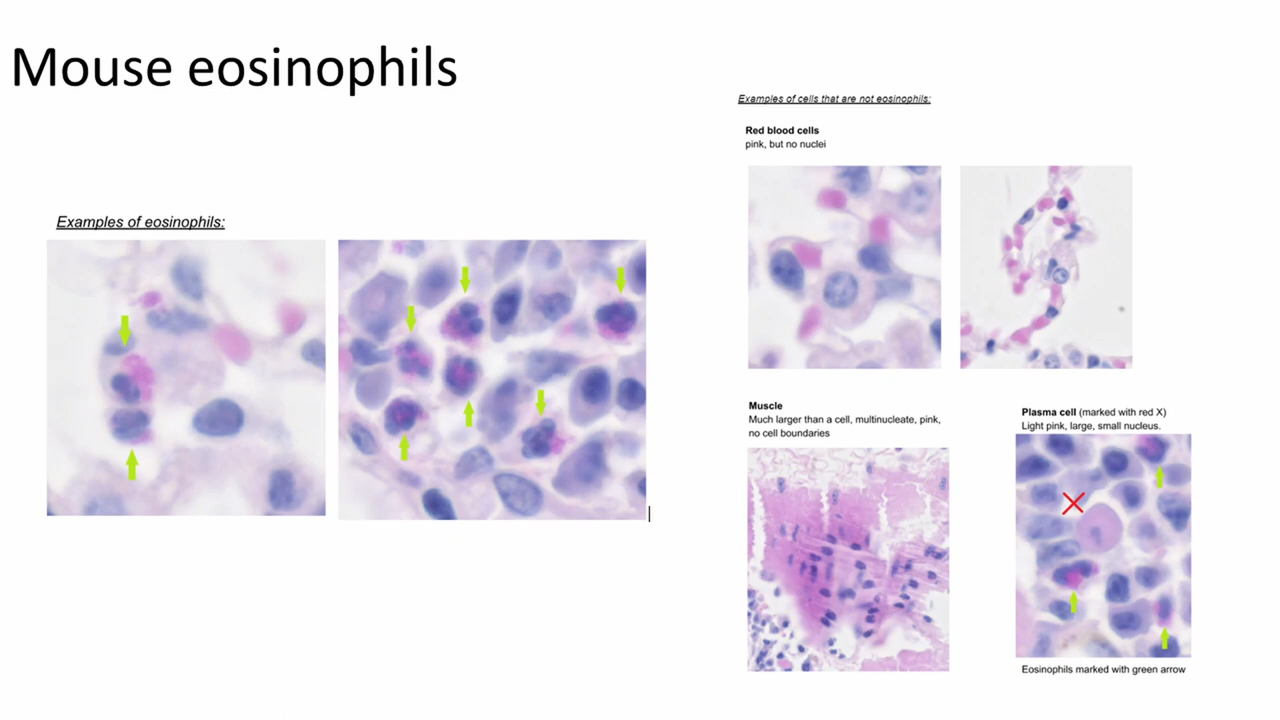 Mouse eosinophils
Examples of eosinophils:
Examples of cells that are not eosinophils:
Red blood cells
pink, but no nuclei
Muscle
Much larger than a cell, multinucleate, pink,
no cell boundaries
Plasma cell (marked with red X)
Light pink, large, small nucleus.
Eosinophils marked with green arrow